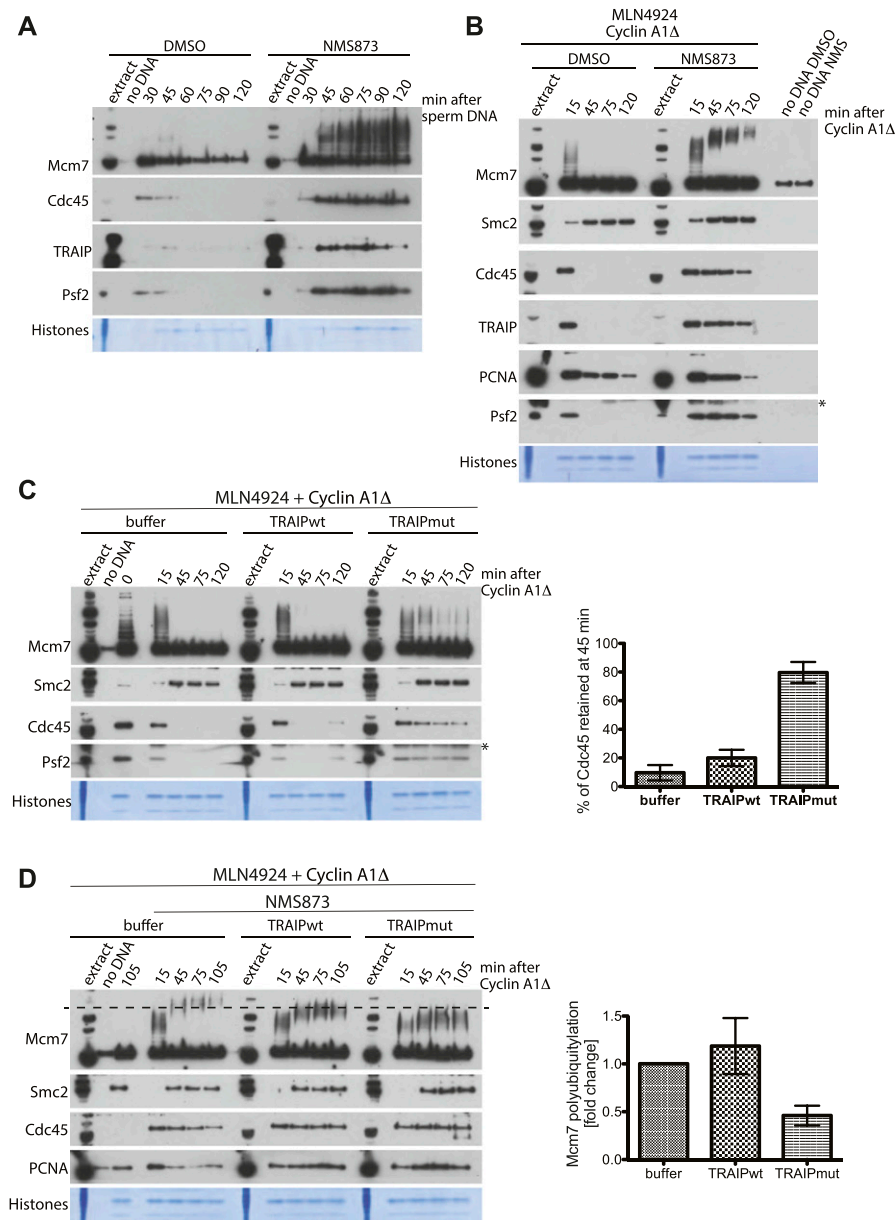 A
DMSO
NMS873
extract
no DNA
30
45
60
75
90
120
extract
no DNA
30
45
60
75
90
120
min after
sperm DNA
Mcm7
Cdc45
TRAIP
Psf2
Histones
B
MLN4924
Cyclin A1Δ
DMSO
NMS873
extract
15
45
75
120
extract
15
45
75
120
no DNA DMSO
no DNA NMS
min after
Cyclin A1Δ
Mcm7
Smc2
Cdc45
TRAIP
PCNA
Psf2
*
Histones
C
MLN4924 + Cyclin A1Δ
buffer
TRAIPwt
TRAIPmut
extract
no DNA
0
15
45
75
120
extract
15
45
75
120
extract
15
45
75
120
min after
Cyclin A1Δ
Mcm7
Smc2
Cdc45
Psf2
*
Histones
% of Cdc45 retained at 45 min
100
80
60
40
20
0
buffer
TRAIPwt
TRAIPmut
D
MLN4924 + Cyclin A1Δ
NMS873
buffer
TRAIPwt
TRAIPmut
extract
no DNA
105
15
45
75
105
extract
15
45
75
105
extract
15
45
75
105
min after
Cyclin A1Δ
Mcm7
Smc2
Cdc45
PCNA
Histones
Mcm7 polyubiquitylation
[fold change]
1.5
1.0
0.5
0.0
buffer
TRAIPwt
TRAIPmut